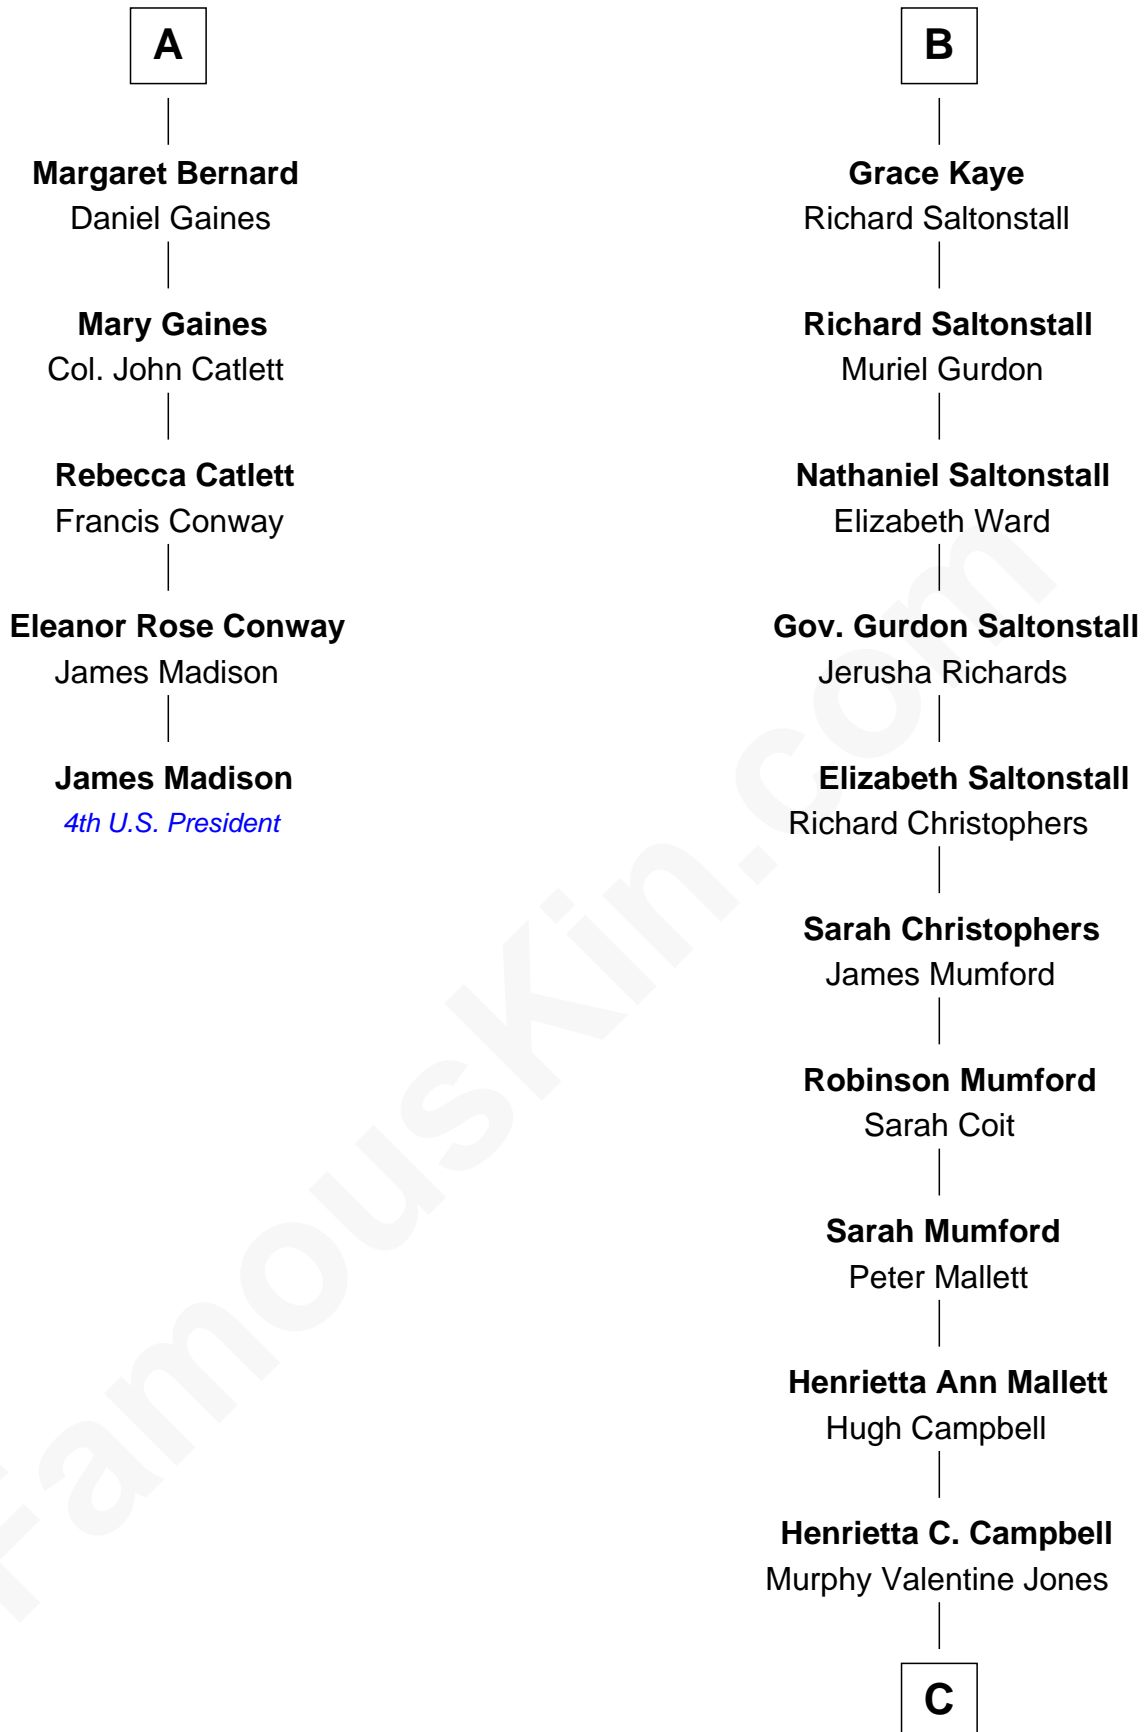 A
Margaret Bernard
Daniel Gaines
Mary Gaines
Col. John Catlett
Rebecca Catlett
Francis Conway
Eleanor Rose Conway
James Madison
James Madison
4th U.S. President
B
Grace Kaye
Richard Saltonstall
Richard Saltonstall
Muriel Gurdon
Nathaniel Saltonstall
Elizabeth Ward
Gov. Gurdon Saltonstall
Jerusha Richards
Elizabeth Saltonstall
Richard Christophers
Sarah Christophers
James Mumford
Robinson Mumford
Sarah Coit
Sarah Mumford
Peter Mallett
Henrietta Ann Mallett
Hugh Campbell
Henrietta C. Campbell
Murphy Valentine Jones
C
FamousKin.com